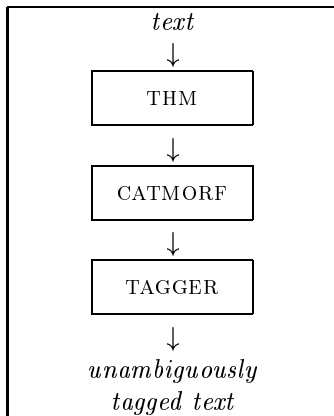 text
THM
CATMORF
TAGGER
unambiguously
tagged text